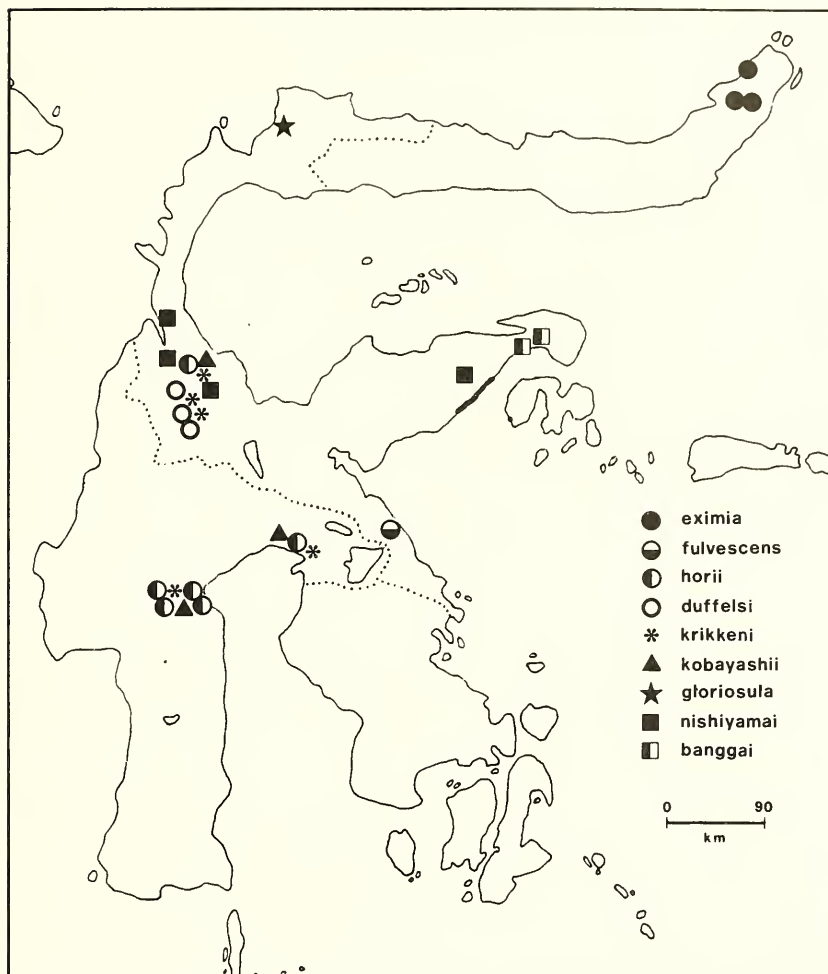 eximia
fulvescens
horii
duffelsi
krikkeni
kobayashii
gloriosula
nishiyamai
banggai
0 90
km